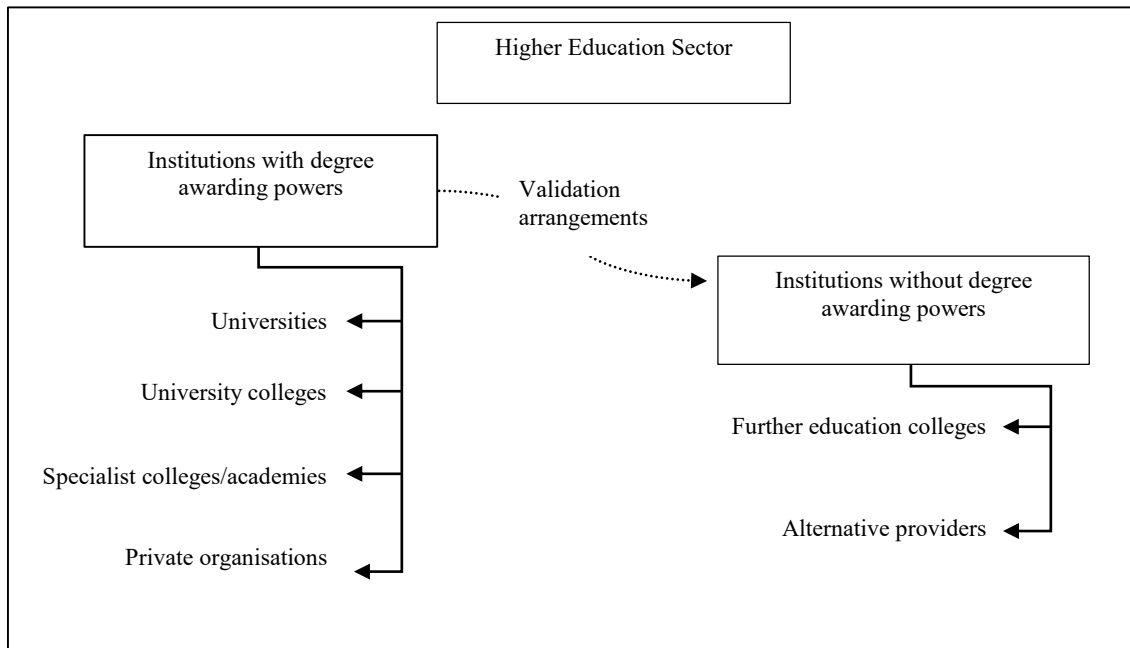 Higher Education Sector
Institutions with degree
awarding powers
Validation
arrangements
Institutions without degree
awarding powers
Universities
University colleges
Specialist colleges/academies
Private organisations
Further education colleges
Alternative providers